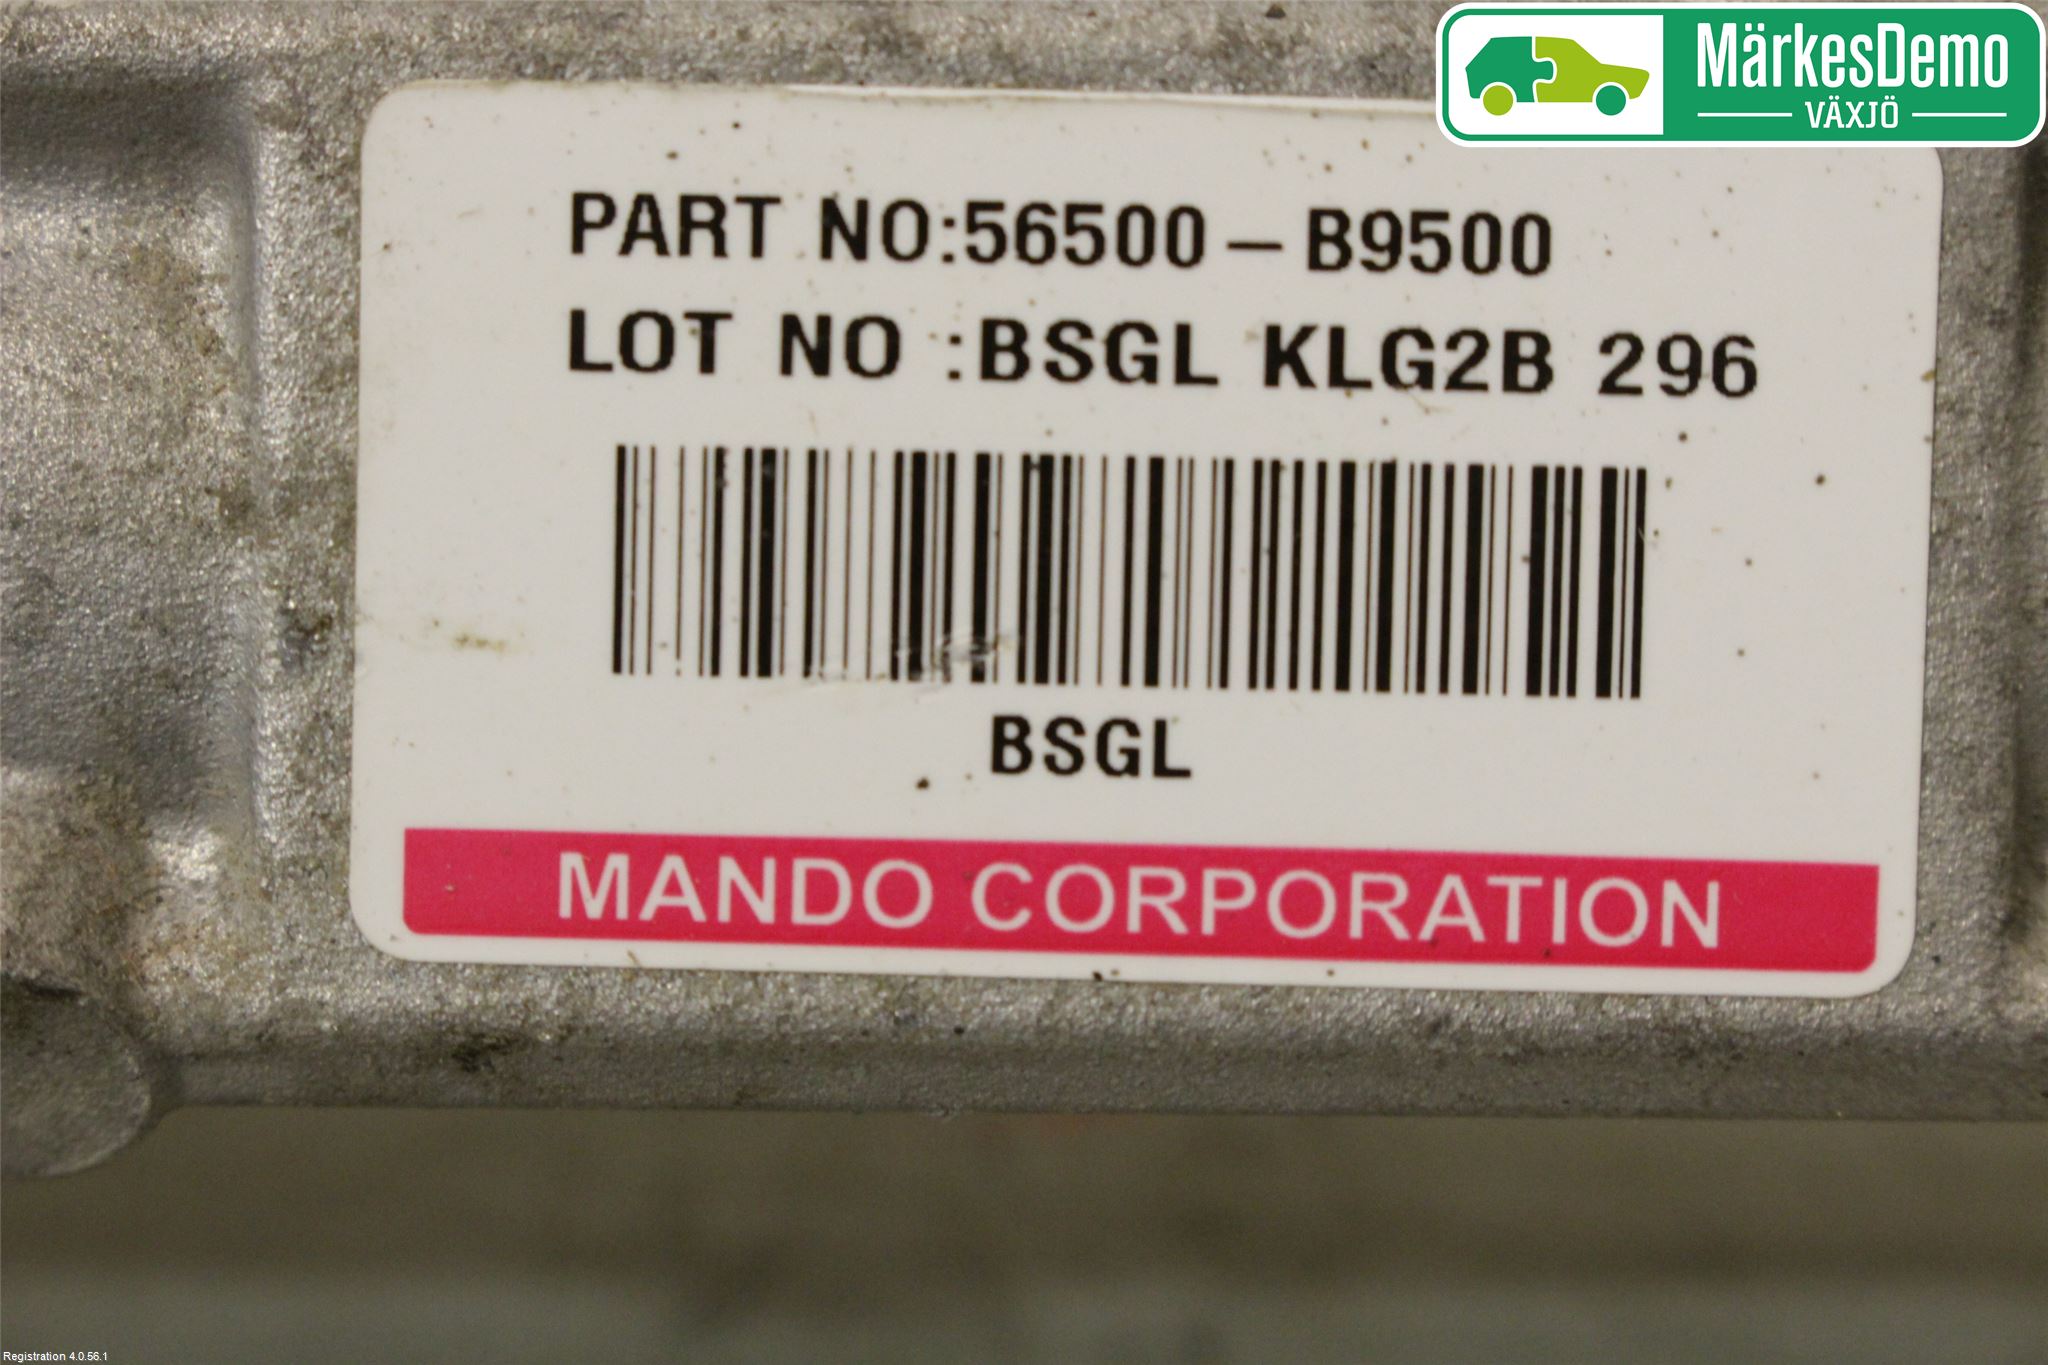 MärkesDemo
VÄXJÖ
PART NO:56500-B9500
LOT NO :BSGL KLG2B 296
BSGL
MANDO CORPORATION
Registration 4.0.56.1